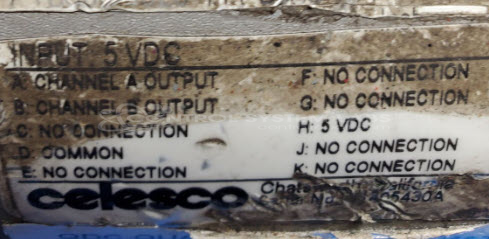 INPUT: 5 VDC
A: CHANNEL A OUTPUT
B: CHANNEL B OUTPUT
C: NO CONNECTION
D: COMMON
E: NO CONNECTION
F: NO CONNECTION
G: NO CONNECTION
H: 5 VDC
J: NO CONNECTION
K: NO CONNECTION
celesco
California